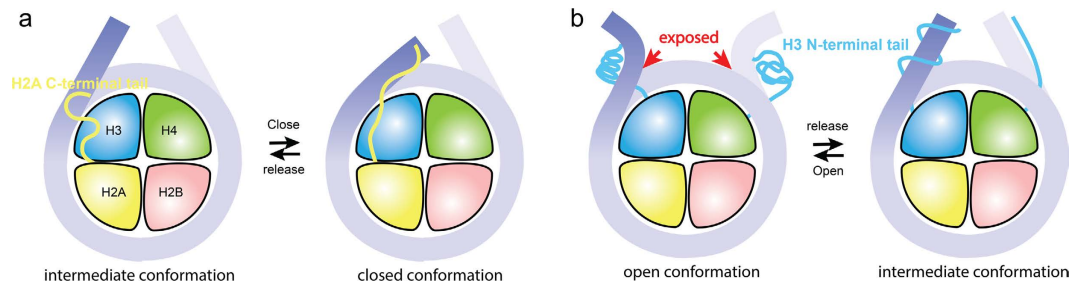 a
H2A C-terminal tail
H3
H4
H2A
H2B
Close
release
intermediate conformation
closed conformation
b
exposed
H3 N-terminal tail
release
Open
open conformation
intermediate conformation